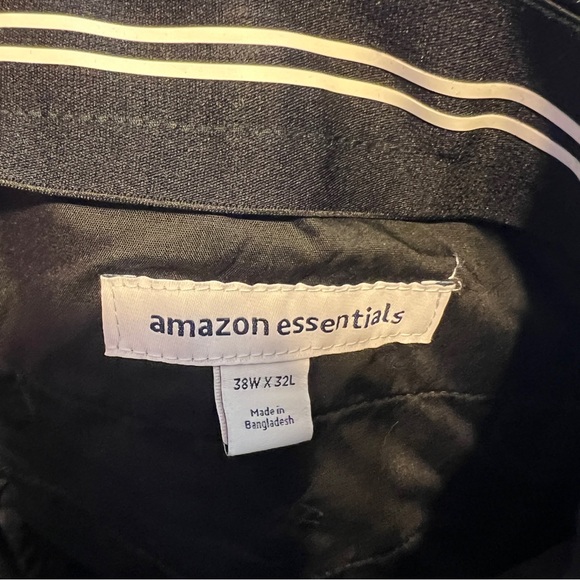 amazon essentials
38W X 32L
Made in
Bangladesh